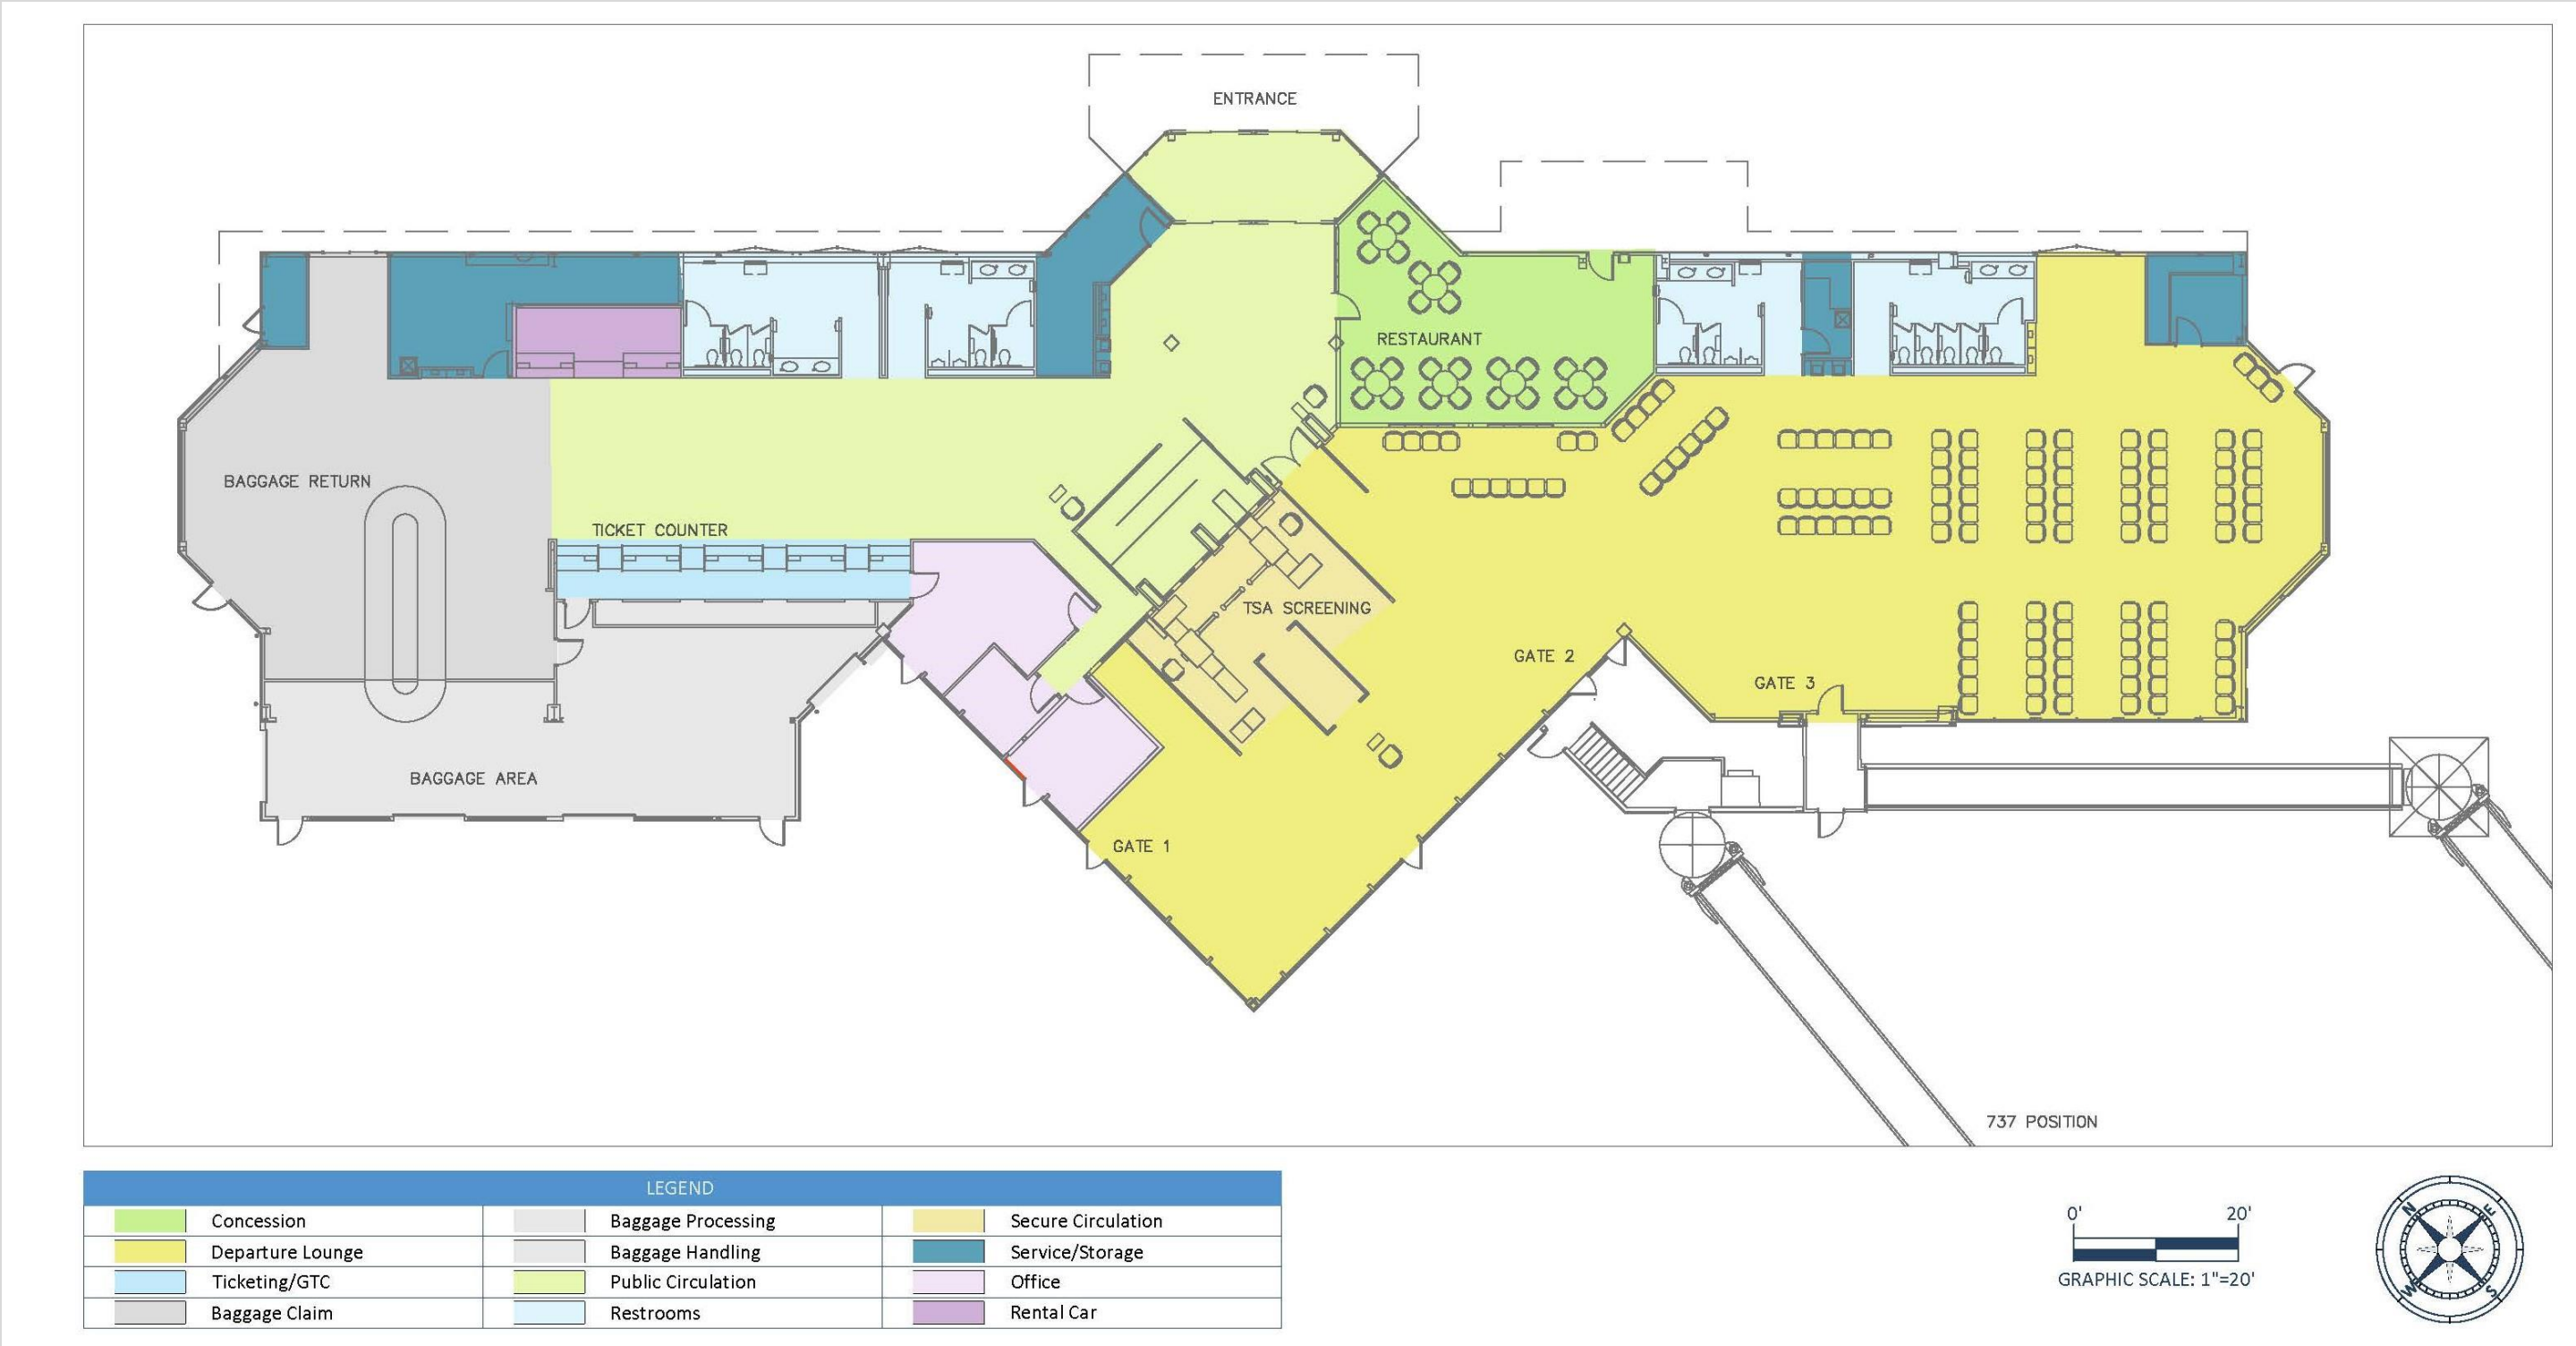 ENTRANCE
RESTAURANT
BAGGAGE RETURN
TICKET COUNTER
TSA SCREENING
GATE 2
GATE 3
BAGGAGE AREA
GATE 1
737 POSITION
LEGEND
Concession
Baggage Processing
Secure Circulation
Departure Lounge
Baggage Handling
Service/Storage
Ticketing/GTC
Public Circulation
Office
Baggage Claim
Restrooms
Rental Car
0' 20'
GRAPHIC SCALE: 1"=20'
N E
W S